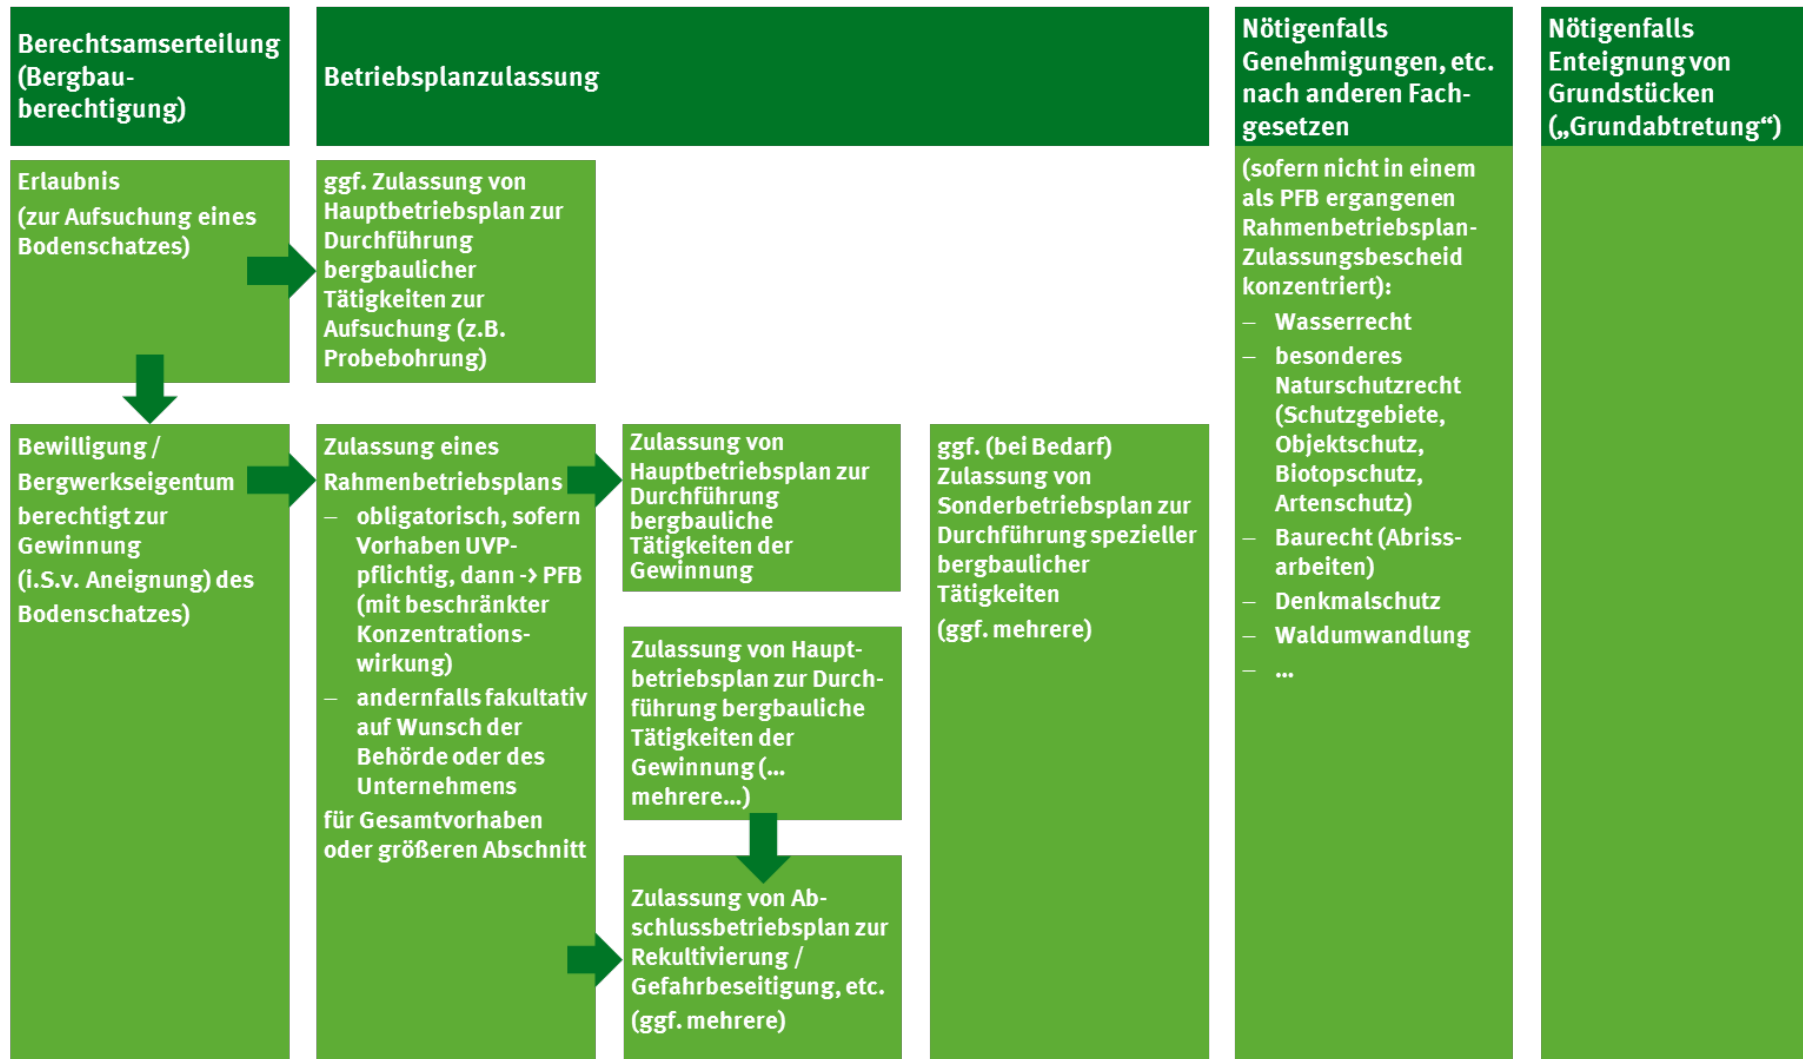 Berechtsamserteilung
(Bergbau-
berechtigung)
Betriebsplanzulassung
Nötigenfalls
Genehmigungen, etc.
nach anderen Fach-
gesetzen
Nötigenfalls
Enteignung von
Grundstücken
(„Grundabtretung“)
Erlaubnis
(zur Aufsuchung eines
Bodenschatzes)
ggf. Zulassung von
Hauptbetriebsplan zur
Durchführung
bergbaulicher
Tätigkeiten zur
Aufsuchung (z.B.
Probebohrung)
Bewilligung /
Bergwerkseigentum
berechtigt zur
Gewinnung
(i.S.v. Aneignung) des
Bodenschatzes)
Zulassung eines
Rahmenbetriebsplans
– obligatorisch, sofern
Vorhaben UVP-
pflichtig, dann -> PFB
(mit beschränkter
Konzentrations-
wirkung)
– andernfalls fakultativ
auf Wunsch der
Behörde oder des
Unternehmens
für Gesamtvorhaben
oder größeren Abschnitt
Zulassung von
Hauptbetriebsplan zur
Durchführung
bergbauliche
Tätigkeiten der
Gewinnung
Zulassung von Haupt-
betriebsplan zur Durch-
führung bergbauliche
Tätigkeiten der
Gewinnung (...
mehrere...)
Zulassung von Ab-
schlussbetriebsplan zur
Rekultivierung /
Gefahrbeseitigung, etc.
(ggf. mehrere)
ggf. (bei Bedarf)
Zulassung von
Sonderbetriebsplan zur
Durchführung spezieller
bergbaulicher
Tätigkeiten
(ggf. mehrere)
(sofern nicht in einem
als PFB ergangenen
Rahmenbetriebsplan-
Zulassungsbescheid
konzentriert):
– Wasserrecht
– besonderes
Naturschutzrecht
(Schutzgebiete,
Objektschutz,
Biotopschutz,
Artenschutz)
– Baurecht (Abriss-
arbeiten)
– Denkmalschutz
– Waldumwandlung
– ...